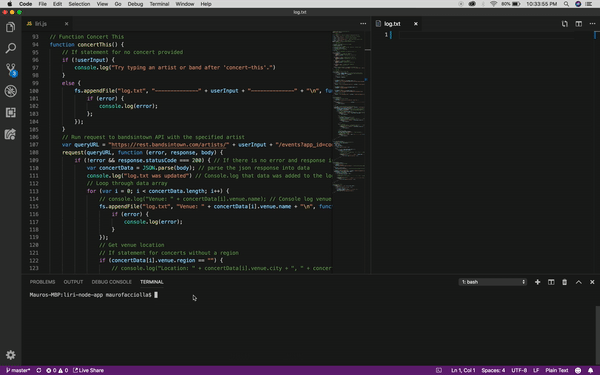 Code File Edit Selection View Go Debug Terminal Window Help 80% 10:33:55 PM
log.txt
JS liri.js
log.txt
93 // Function Concert This
94 function concertThis() {
95 // If statement for no concert provided
96 if (!userInput) {
97 console.log("Try typing an artist or band after 'concert-this'.")
98 }
99 else {
100 fs.appendFile("log.txt", "---------------" + userInput + "---------------" + "\n", fun
101 if (error) {
102 console.log(error);
103 };
104 });
105 }
106 // Run request to bandsintown API with the specified artist
107 var queryURL = "https://rest.bandsintown.com/artists/" + userInput + "/events?app_id=co
108 request(queryURL, function (error, response, body) {
109 if (!error && response.statusCode === 200) { // If there is no error and response i
110 var concertData = JSON.parse(body); // parse the json response into data
111 console.log("log.txt was updated") // Console log that data was added to the lo
112 // Loop through data array
113 for (var i = 0; i < concertData.length; i++) {
114 // console.log("Venue: " + concertData[i].venue.name); // Console log venue
115 fs.appendFile("log.txt", "Venue: " + concertData[i].venue.name + "\n", func
116 if (error) {
117 console.log(error);
118 }
119 });
120 // Get venue location
121 // If statement for concerts without a region
122 if (concertData[i].venue.region == "") {
123 // console.log("Location: " + concertData[i].venue.city + ", " + concer
1
PROBLEMS OUTPUT DEBUG CONSOLE TERMINAL 1: bash
Mauros-MBP:liri-node-app maurofacciolla$
master* 0 0 Live Share Ln 1, Col 1 Spaces: 4 UTF-8 LF Plain Text